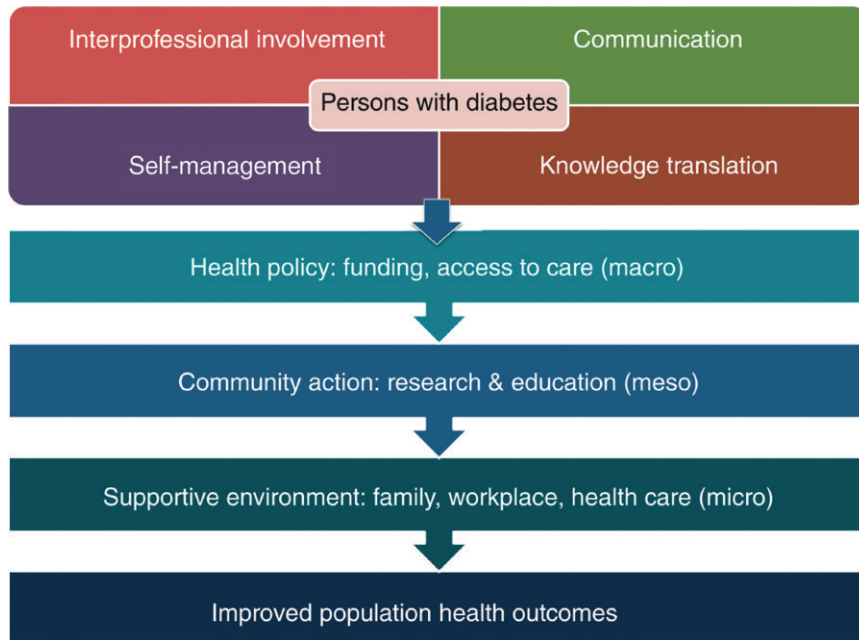 Interprofessional involvement
Communication
Persons with diabetes
Self-management
Knowledge translation
Health policy: funding, access to care (macro)
Community action: research & education (meso)
Supportive environment: family, workplace, health care (micro)
Improved population health outcomes